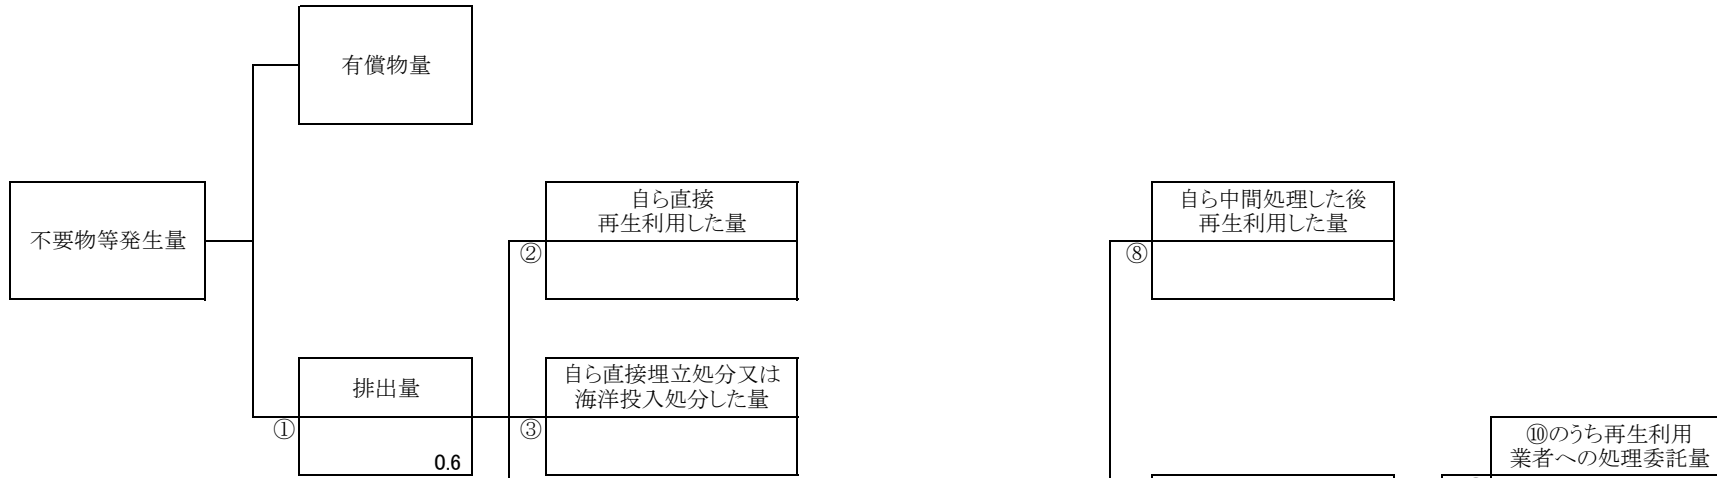 有償物量
不要物等発生量
自ら直接
再生利用した量
②
自ら中間処理した後
再生利用した量
⑧
排出量
①
0.6
自ら直接埋立処分又は
海洋投入処分した量
③
⑩のうち再生利用
業者への処理委託量